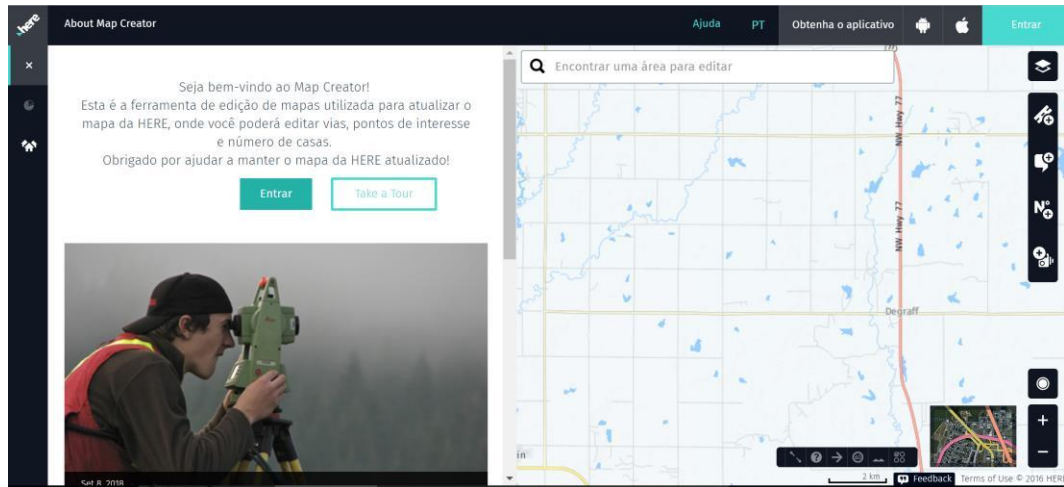 here
About Map Creator
Ajuda
PT
Obtenha o aplicativo
Entrar
Seja bem-vindo ao Map Creator!
Esta é a ferramenta de edição de mapas utilizada para atualizar o
mapa da HERE, onde você poderá editar vias, pontos de interesse
e número de casas.
Obrigado por ajudar a manter o mapa da HERE atualizado!
Entrar
Take a Tour
Set 8, 2018
Encontrar uma área para editar
NW Hwy 77
NW Hwy 77
Degraff
in
N°
2 km
Feedback
Terms of Use © 2016 HERE